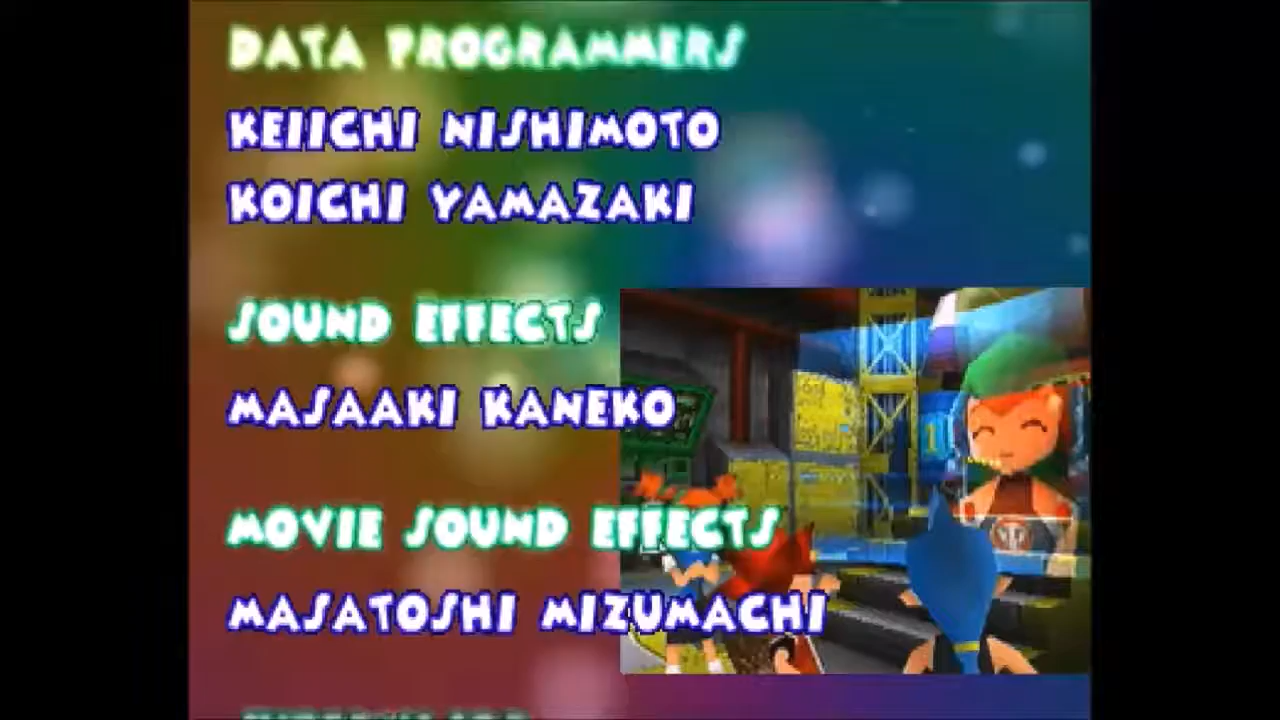 DATA PROGRAMMERS
KEIICHI NISHIMOTO
KOICHI YAMAZAKI
SOUND EFFECTS
MASAAKI KANEKO
MOVIE SOUND EFFECTS
MASATOSHI MIZUMACHI